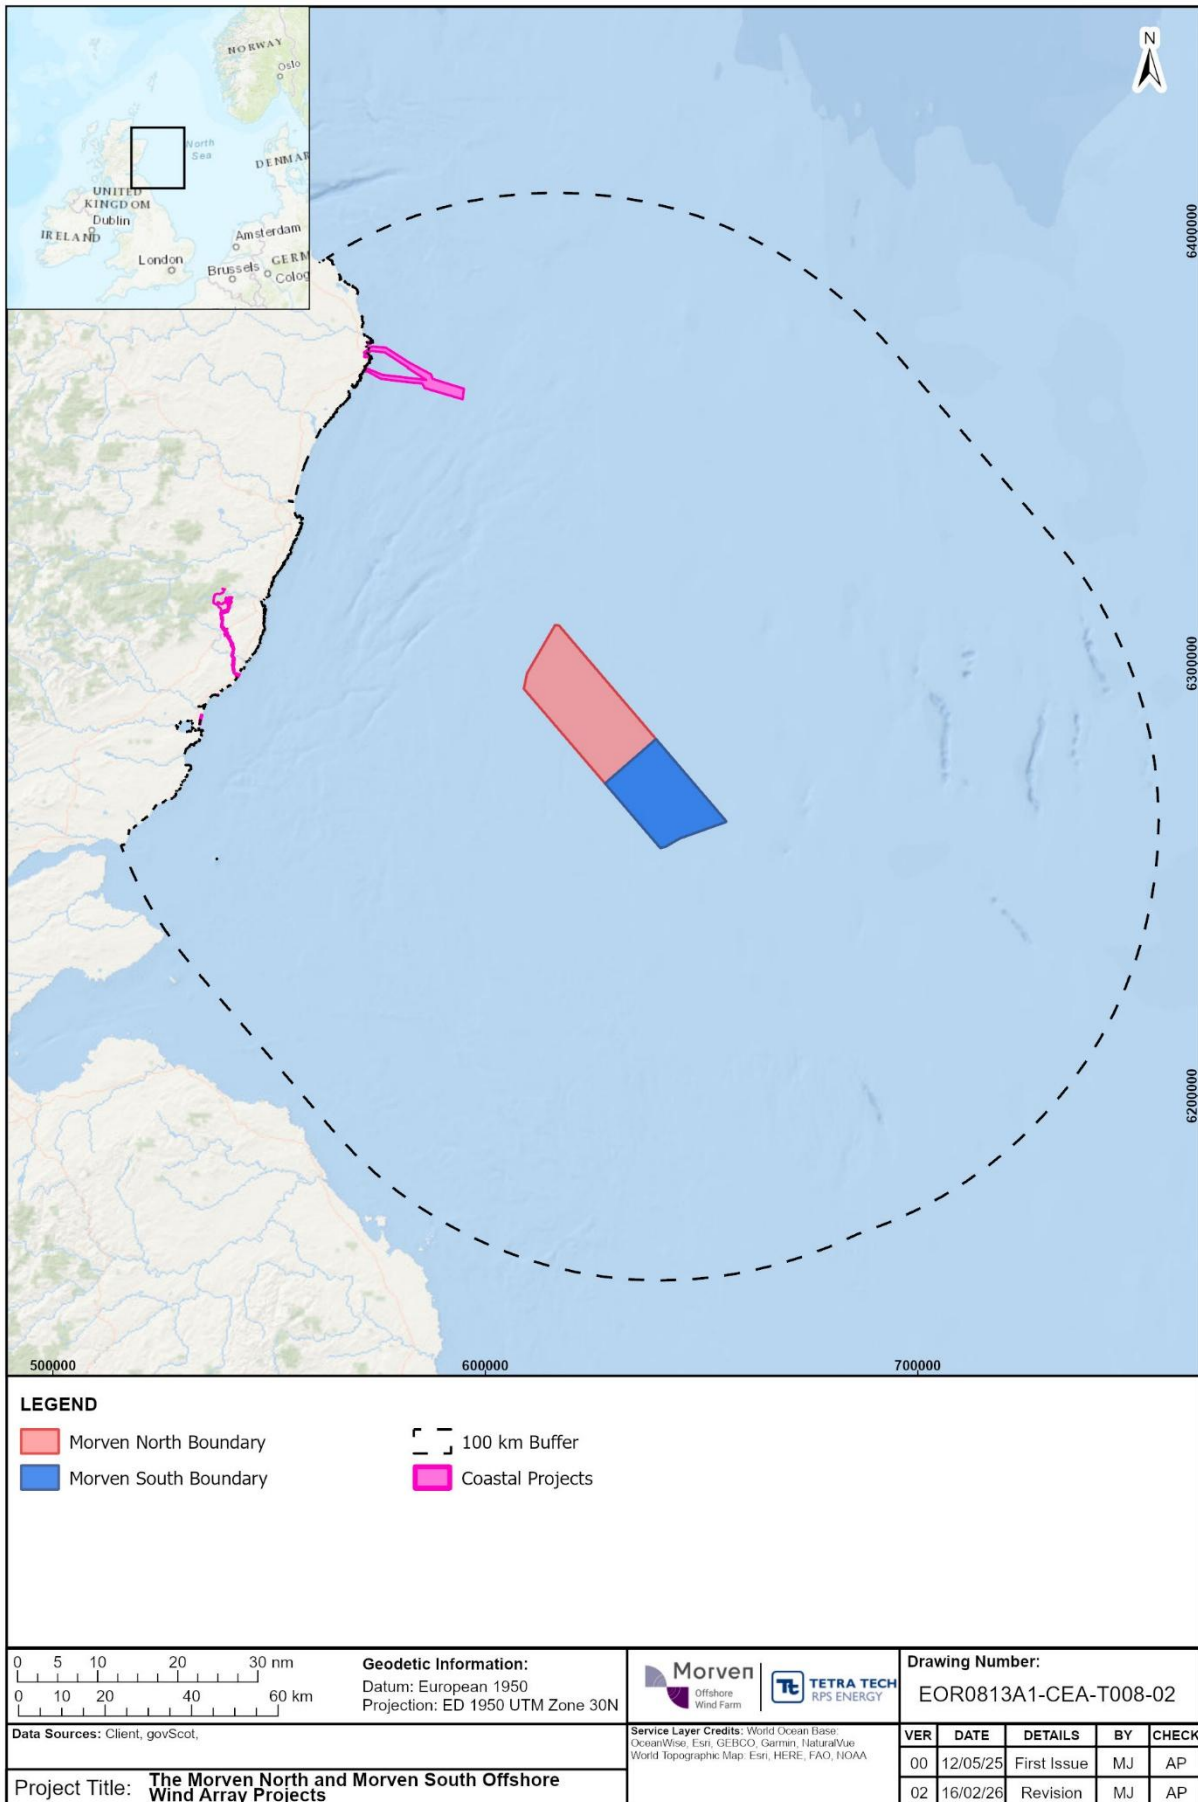 NORWAY
Oslo
North
Sea
DENMAR
UNITED
KINGDOM
Dublin
IRELAND
Amsterdam
London
Brussels
GERM
Colog
N
6400000
6300000
6200000
500000
600000
700000
LEGEND
Morven North Boundary
100 km Buffer
Morven South Boundary
Coastal Projects
0 5 10 20 30 nm
0 10 20 40 60 km
Geodetic Information:
Datum: European 1950
Projection: ED 1950 UTM Zone 30N
Data Sources: Client, govScot,
Project Title: The Morven North and Morven South Offshore
Wind Array Projects
Morven
Offshore
Wind Farm
Tt
TETRA TECH
RPS ENERGY
Service Layer Credits: World Ocean Base:
OceanWise, Esri, GEBCO, Garmin, NaturalVue
World Topographic Map: Esri, HERE, FAO, NOAA
Drawing Number:
EOR0813A1-CEA-T008-02
VER DATE DETAILS BY CHECK
00 12/05/25 First Issue MJ AP
02 16/02/26 Revision MJ AP